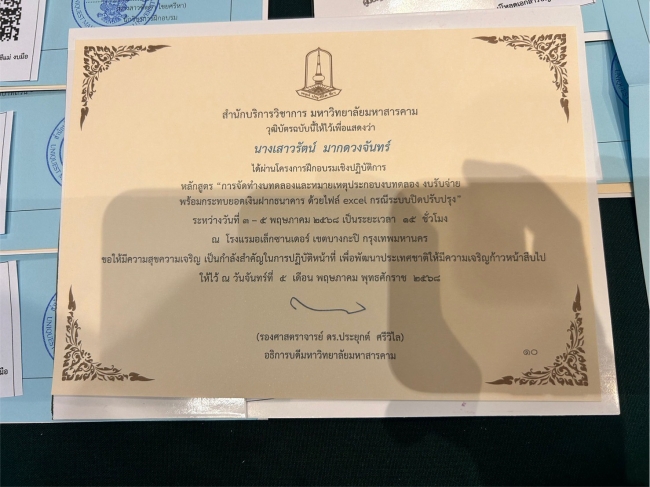 สำนักบริการวิชาการ มหาวิทยาลัยมหาสารคาม
วุฒิบัตรฉบับนี้ให้ไว้เพื่อแสดงว่า
นางเสาวรัตน์ มากดวงจันทร์
ได้ผ่านโครงการฝึกอบรมเชิงปฏิบัติการ
หลักสูตร "การจัดทำงบทดลองและหมายเหตุประกอบงบทดลอง งบรับจ่าย
พร้อมกระทบยอดเงินฝากธนาคาร ด้วยไฟล์ excel กรณีระบบปิดปรับปรุง"
ระหว่างวันที่ ๓ - ๕ พฤษภาคม ๒๕๖๘ เป็นระยะเวลา ๑๕ ชั่วโมง
ณ โรงแรมอเล็กซานเดอร์ เขตบางกะปิ กรุงเทพมหานคร
ขอให้มีความสุขความเจริญ เป็นกำลังสำคัญในการปฏิบัติหน้าที่ เพื่อพัฒนาประเทศชาติให้มีความเจริญก้าวหน้าสืบไป
ให้ไว้ ณ วันจันทร์ที่ ๕ เดือน พฤษภาคม พุทธศักราช ๒๕๖๘
(รองศาสตราจารย์ ดร.ประยุกต์ ศรีวิไล)
อธิการบดีมหาวิทยาลัยมหาสารคาม
๑๐